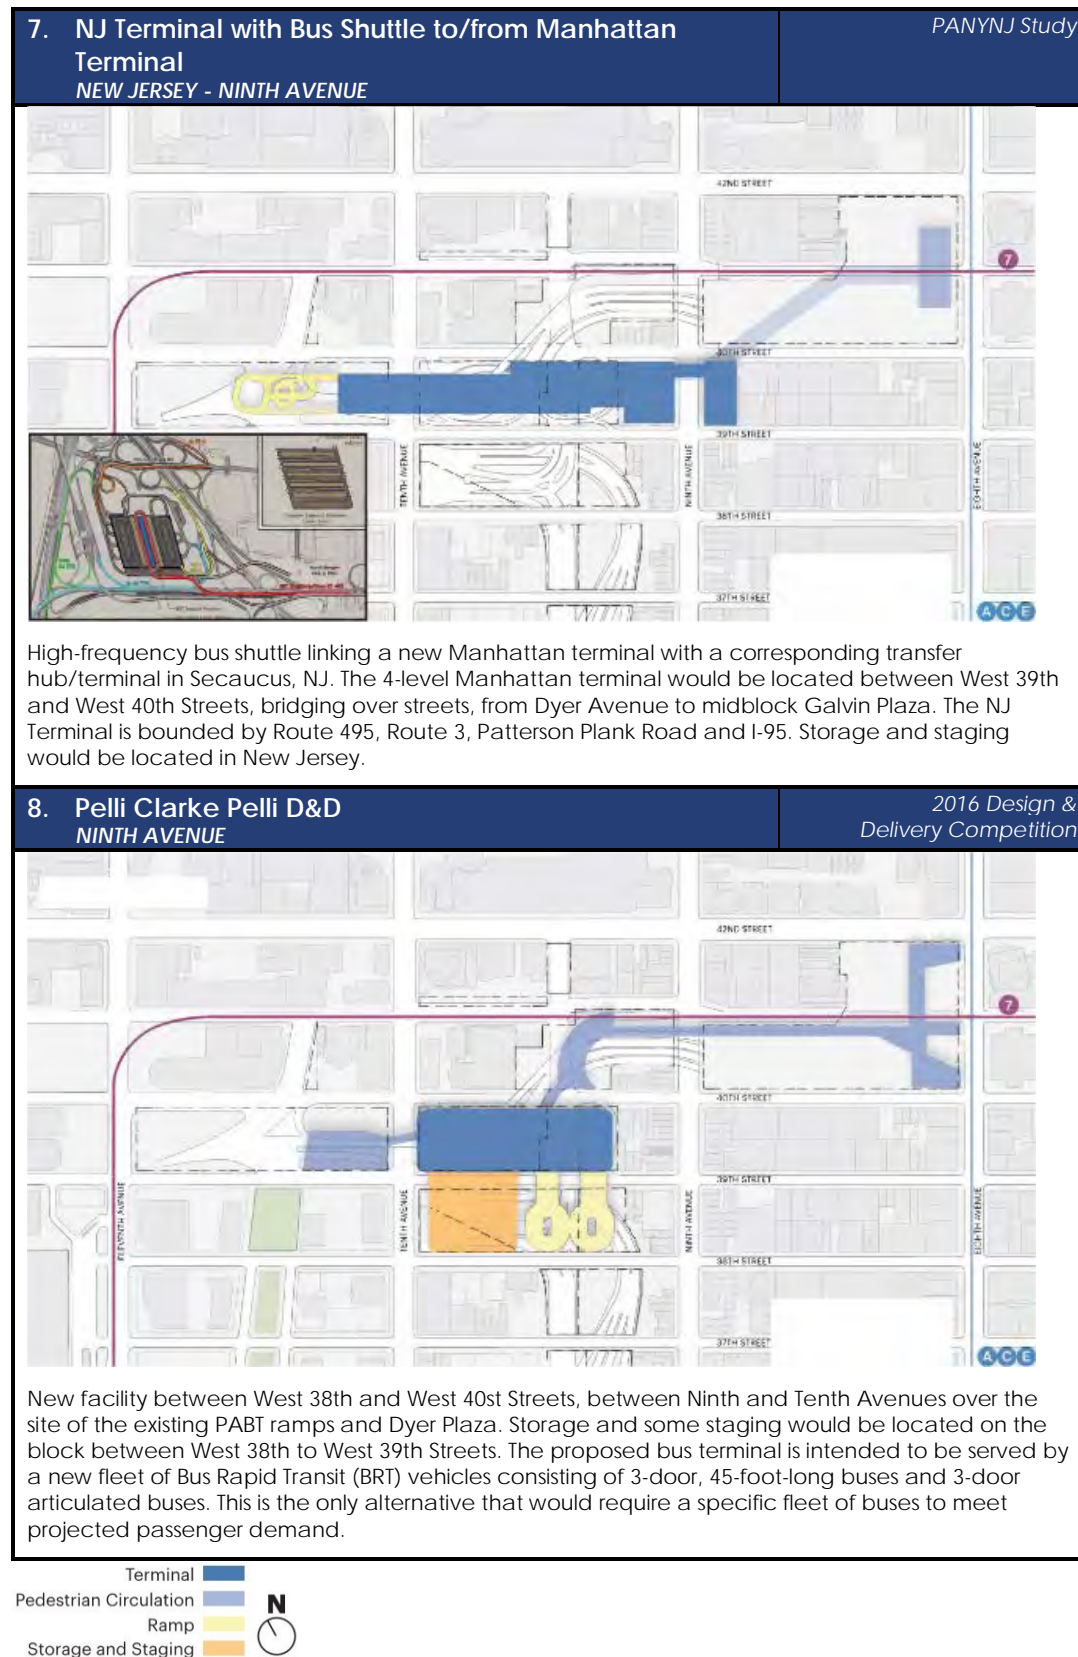 7. NJ Terminal with Bus Shuttle to/from Manhattan
Terminal
NEW JERSEY - NINTH AVENUE
PANYNJ Study
42ND STREET
7
40TH STREET
39TH STREET
TENTH AVENUE
NINTH AVENUE
EIGHTH AVENUE
38TH STREET
37TH STREET
A C E
High-frequency bus shuttle linking a new Manhattan terminal with a corresponding transfer
hub/terminal in Secaucus, NJ. The 4-level Manhattan terminal would be located between West 39th
and West 40th Streets, bridging over streets, from Dyer Avenue to midblock Galvin Plaza. The NJ
Terminal is bounded by Route 495, Route 3, Patterson Plank Road and I-95. Storage and staging
would be located in New Jersey.
8. Pelli Clarke Pelli D&D
NINTH AVENUE
2016 Design &
Delivery Competition
42ND STREET
7
40TH STREET
39TH STREET
ELEVENTH AVENUE
TENTH AVENUE
NINTH AVENUE
EIGHTH AVENUE
38TH STREET
37TH STREET
A C E
New facility between West 38th and West 40st Streets, between Ninth and Tenth Avenues over the
site of the existing PABT ramps and Dyer Plaza. Storage and some staging would be located on the
block between West 38th to West 39th Streets. The proposed bus terminal is intended to be served by
a new fleet of Bus Rapid Transit (BRT) vehicles consisting of 3-door, 45-foot-long buses and 3-door
articulated buses. This is the only alternative that would require a specific fleet of buses to meet
projected passenger demand.
Terminal
Pedestrian Circulation
N
Ramp
Storage and Staging